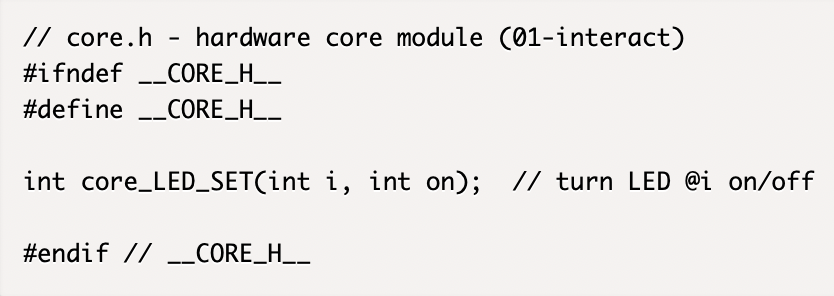 // core.h - hardware core module (01-interact)
#ifndef __CORE_H__
#define __CORE_H__
int core_LED_SET(int i, int on);  // turn LED @i on/off
#endif // __CORE_H__